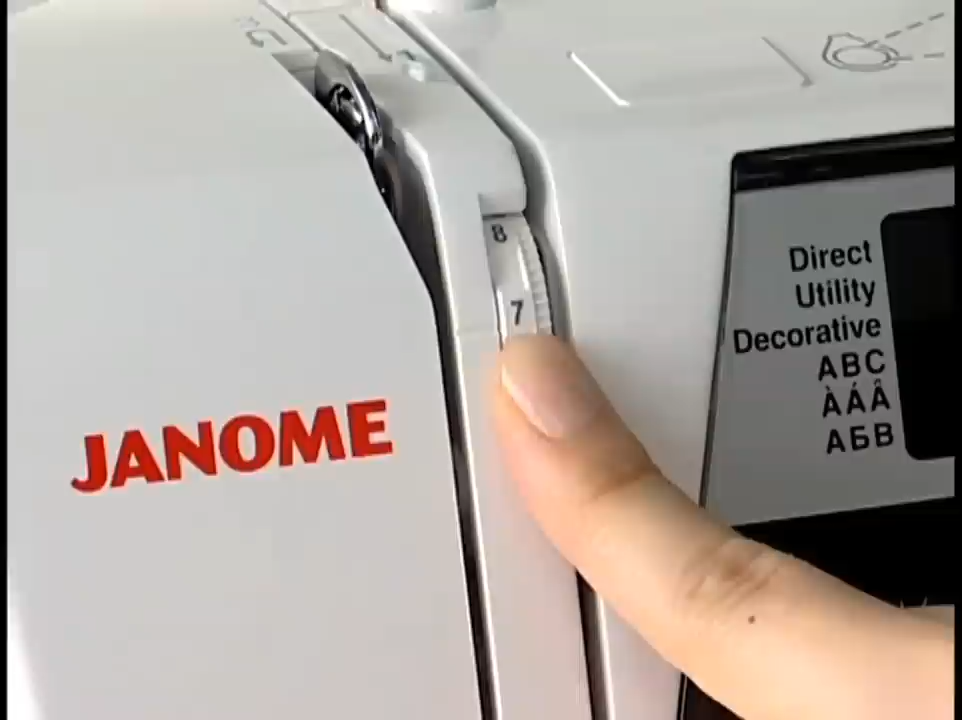 8
7
JANOME
Direct
Utility
Decorative
ABC
ÀÁÂ
АБВ